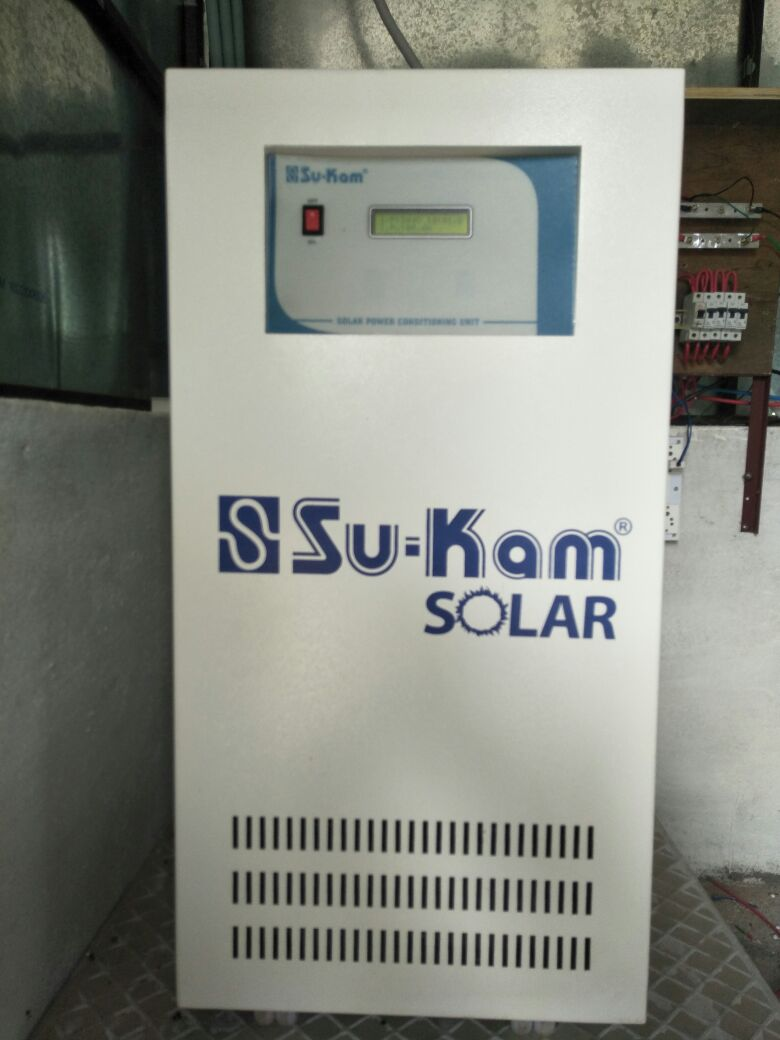 Su-Kam
SOLAR POWER CONDITIONING UNIT
Su-Kam®
SOLAR